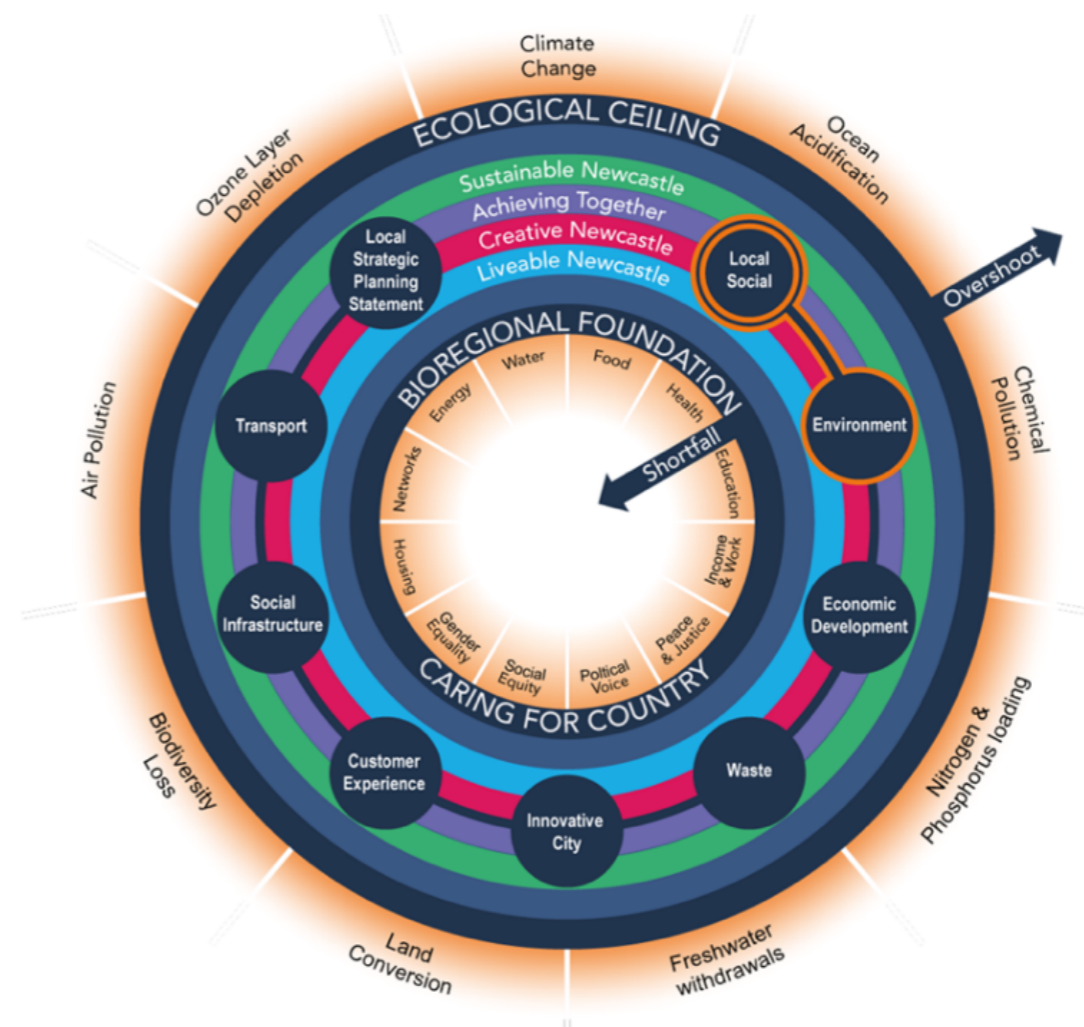 Climate
Change
Ocean
Acidification
Overshoot
Chemical
Pollution
Nitrogen &
Phosphorus loading
Freshwater
withdrawals
Land
Conversion
Biodiversity
Loss
Air Pollution
Ozone Layer
Depletion
ECOLOGICAL CEILING
Sustainable Newcastle
Achieving Together
Creative Newcastle
Liveable Newcastle
Local
Strategic
Planning
Statement
Local
Social
Environment
Economic
Development
Waste
Innovative
City
Customer
Experience
Social
Infrastructure
Transport
BIOREGIONAL FOUNDATION
Water
Food
Health
Shortfall
Education
Income
& Work
Peace
& Justice
Poltical
Voice
Social
Equity
Gender
Equality
Housing
Networks
Energy
CARING FOR COUNTRY